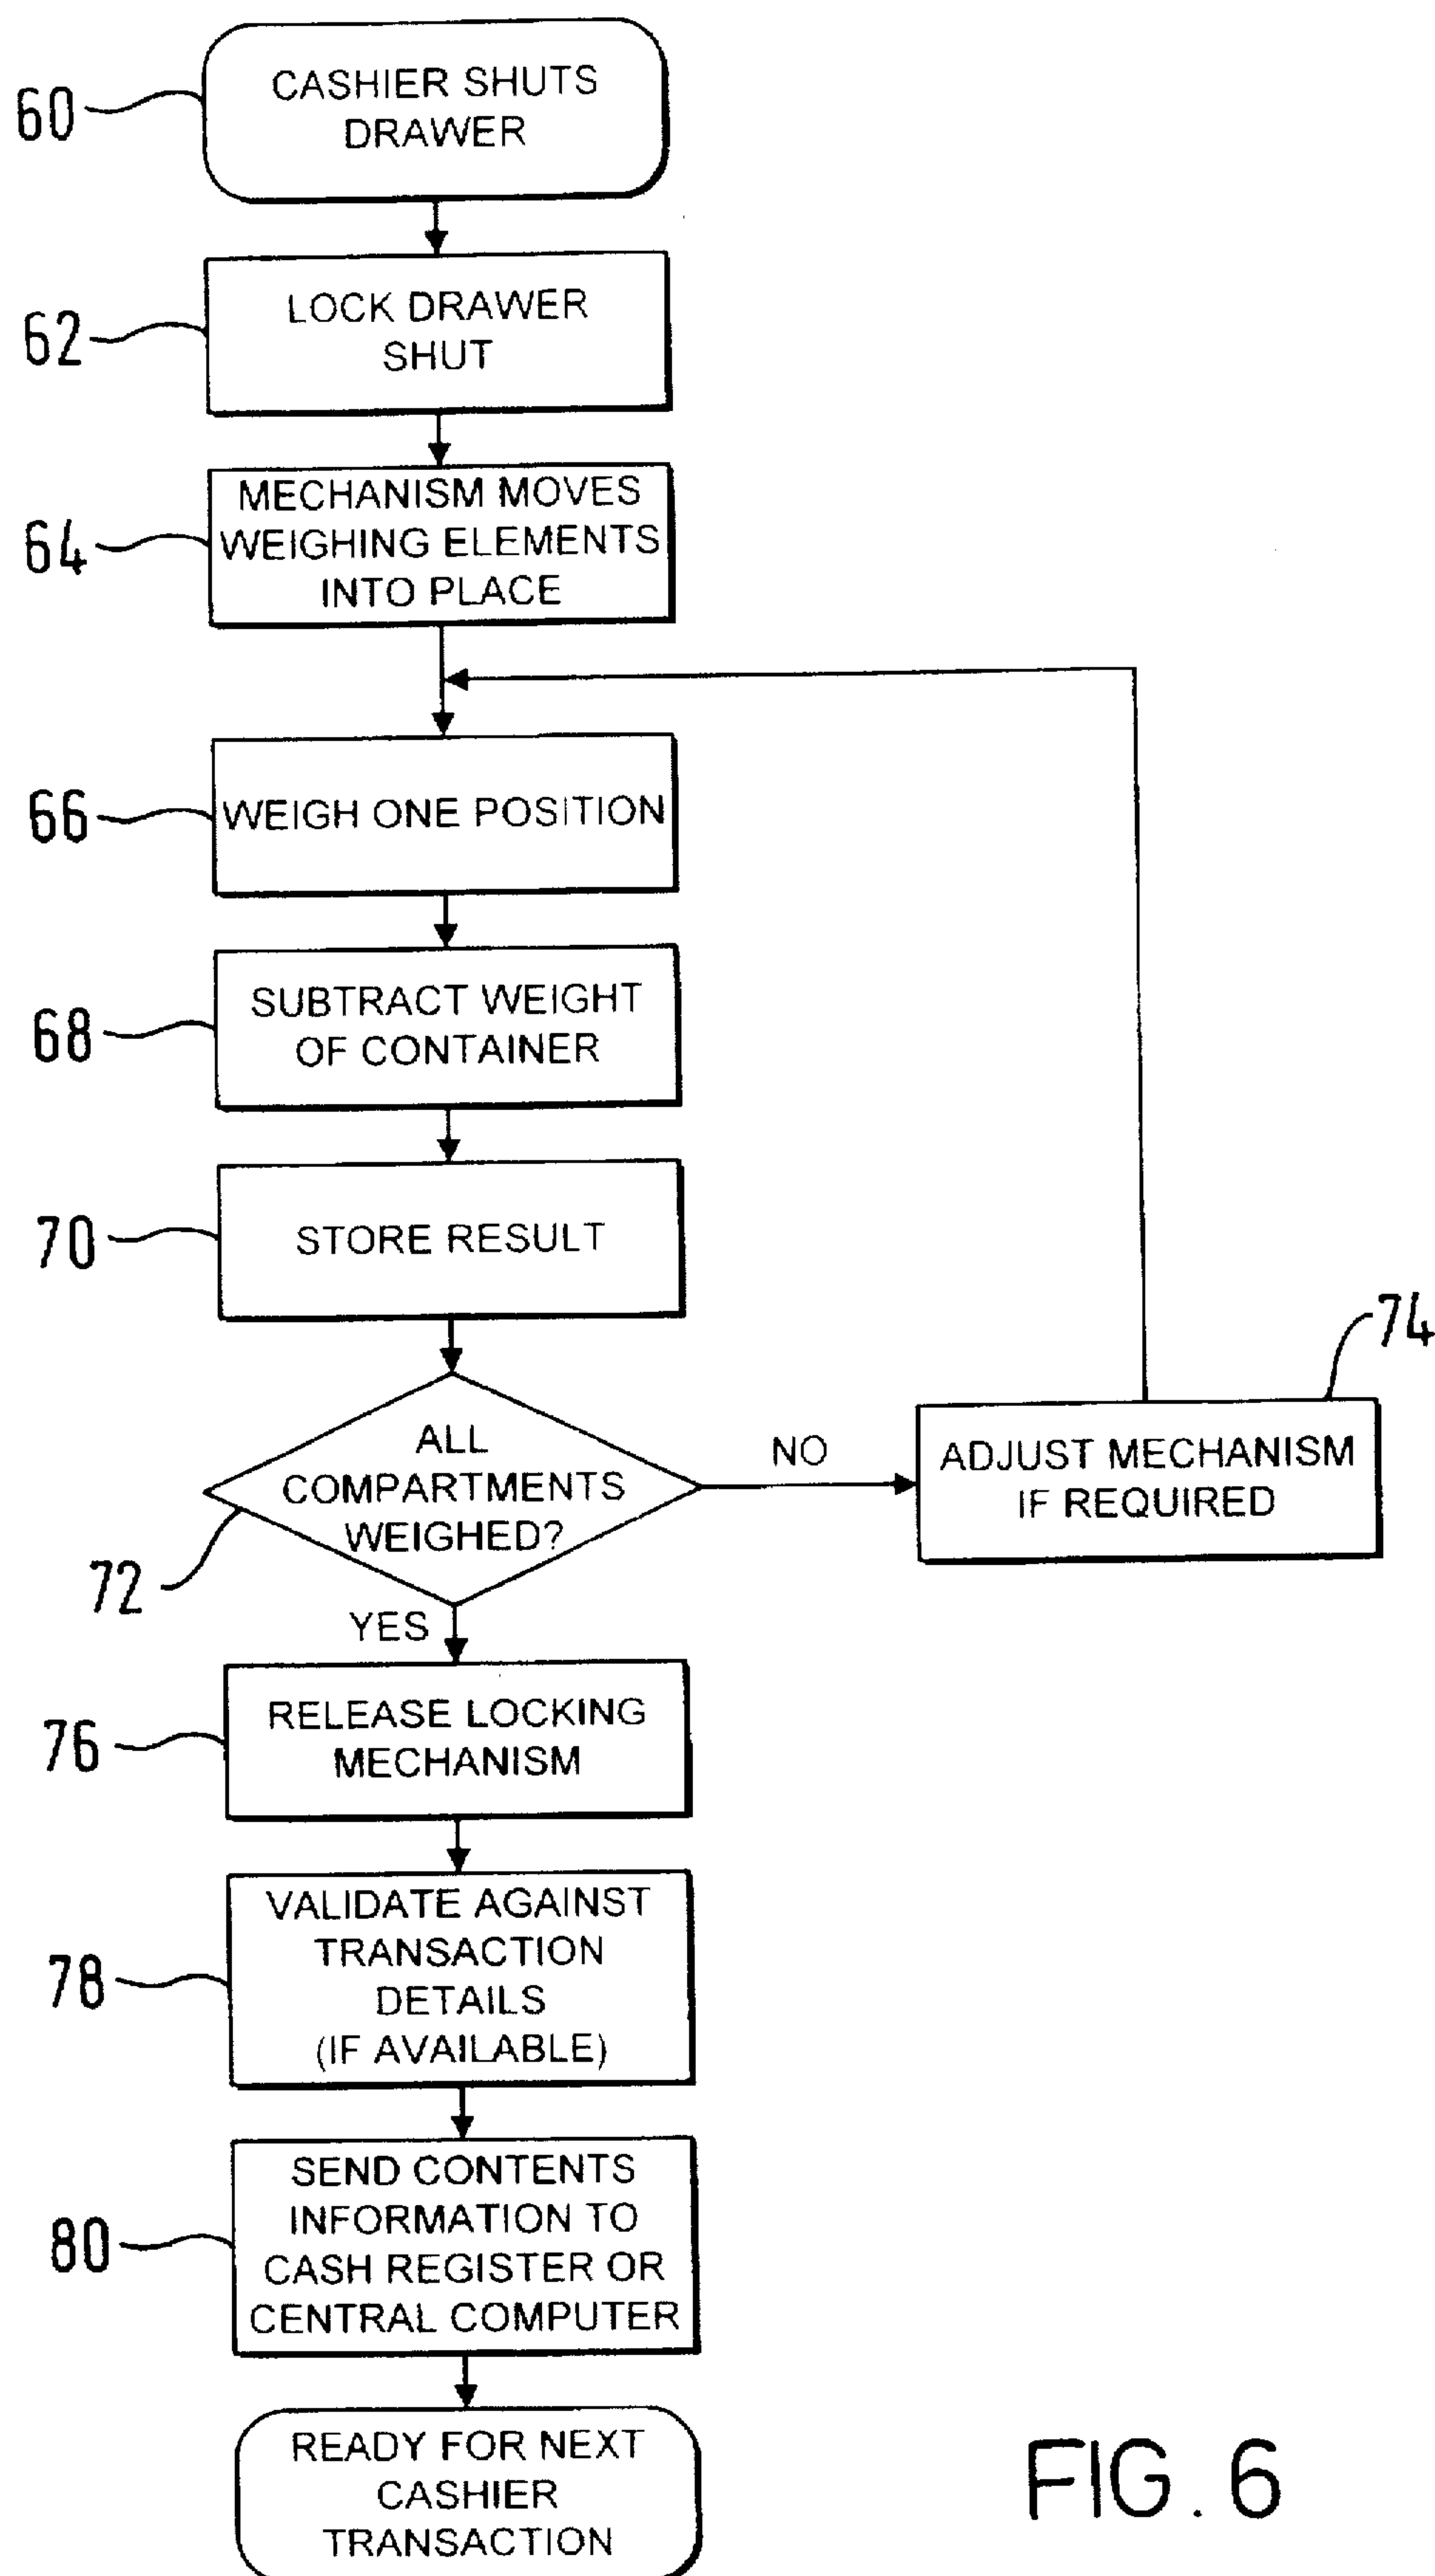 60
CASHIER SHUTS
DRAWER
62
LOCK DRAWER
SHUT
64
MECHANISM MOVES
WEIGHING ELEMENTS
INTO PLACE
66
WEIGH ONE POSITION
68
SUBTRACT WEIGHT
OF CONTAINER
70
STORE RESULT
72
ALL
COMPARTMENTS
WEIGHED?
NO
74
ADJUST MECHANISM
IF REQUIRED
YES
76
RELEASE LOCKING
MECHANISM
78
VALIDATE AGAINST
TRANSACTION
DETAILS
(IF AVAILABLE)
80
SEND CONTENTS
INFORMATION TO
CASH REGISTER OR
CENTRAL COMPUTER
READY FOR NEXT
CASHIER
TRANSACTION
FIG. 6